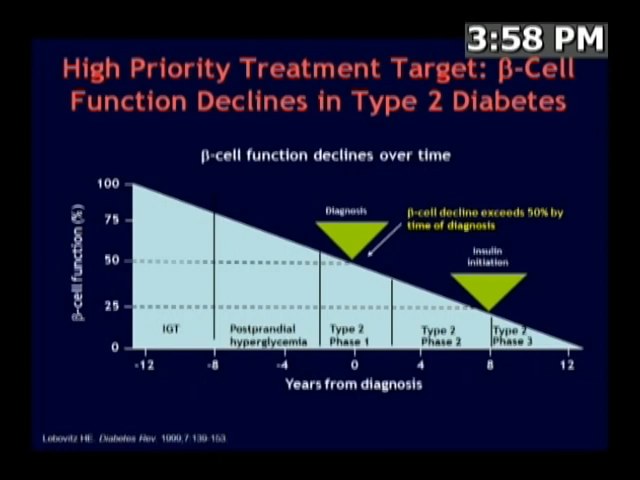 3:58 PM
High Priority Treatment Target: β-Cell
Function Declines in Type 2 Diabetes
β-cell function declines over time
100
75
50
25
0
β-cell function (%)
Diagnosis
β-cell decline exceeds 50% by
time of diagnosis
Insulin
initiation
IGT
Postprandial
hyperglycemia
Type 2
Phase 1
Type 2
Phase 2
Type 2
Phase 3
-12 -8 -4 0 4 8 12
Years from diagnosis
Lebovitz HE. Diabetes Rev. 1999;7:139-153.